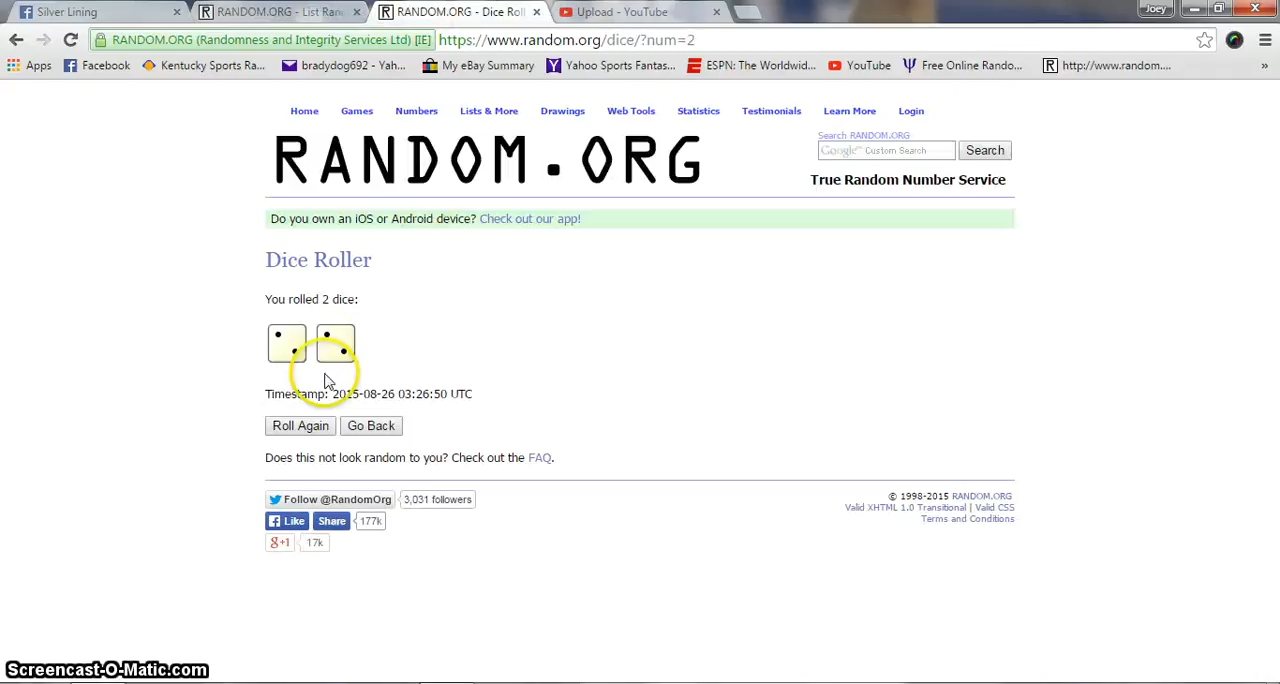 Silver Lining
RANDOM.ORG - List Ran
RANDOM.ORG - Dice Roll
Upload - YouTube
Joey
RANDOM.ORG (Randomness and Integrity Services Ltd) [IE]
https://www.random.org/dice/?num=2
Apps
Facebook
Kentucky Sports Ra...
bradydog692 - Yah...
My eBay Summary
Yahoo Sports Fantas...
ESPN: The Worldwid...
YouTube
Free Online Rando...
http://www.random....
»
Home Games Numbers Lists & More Drawings Web Tools Statistics Testimonials Learn More Login
RANDOM.ORG
Search RANDOM.ORG
Google Custom Search
Search
True Random Number Service
Do you own an iOS or Android device? Check out our app!
Dice Roller
You rolled 2 dice:
Timestamp: 2015-08-26 03:26:50 UTC
Roll Again
Go Back
Does this not look random to you? Check out the FAQ.
Follow @RandomOrg
3,031 followers
Like
Share
177k
g+1
17k
© 1998-2015 RANDOM.ORG
Valid XHTML 1.0 Transitional | Valid CSS
Terms and Conditions
Screencast-O-Matic.com